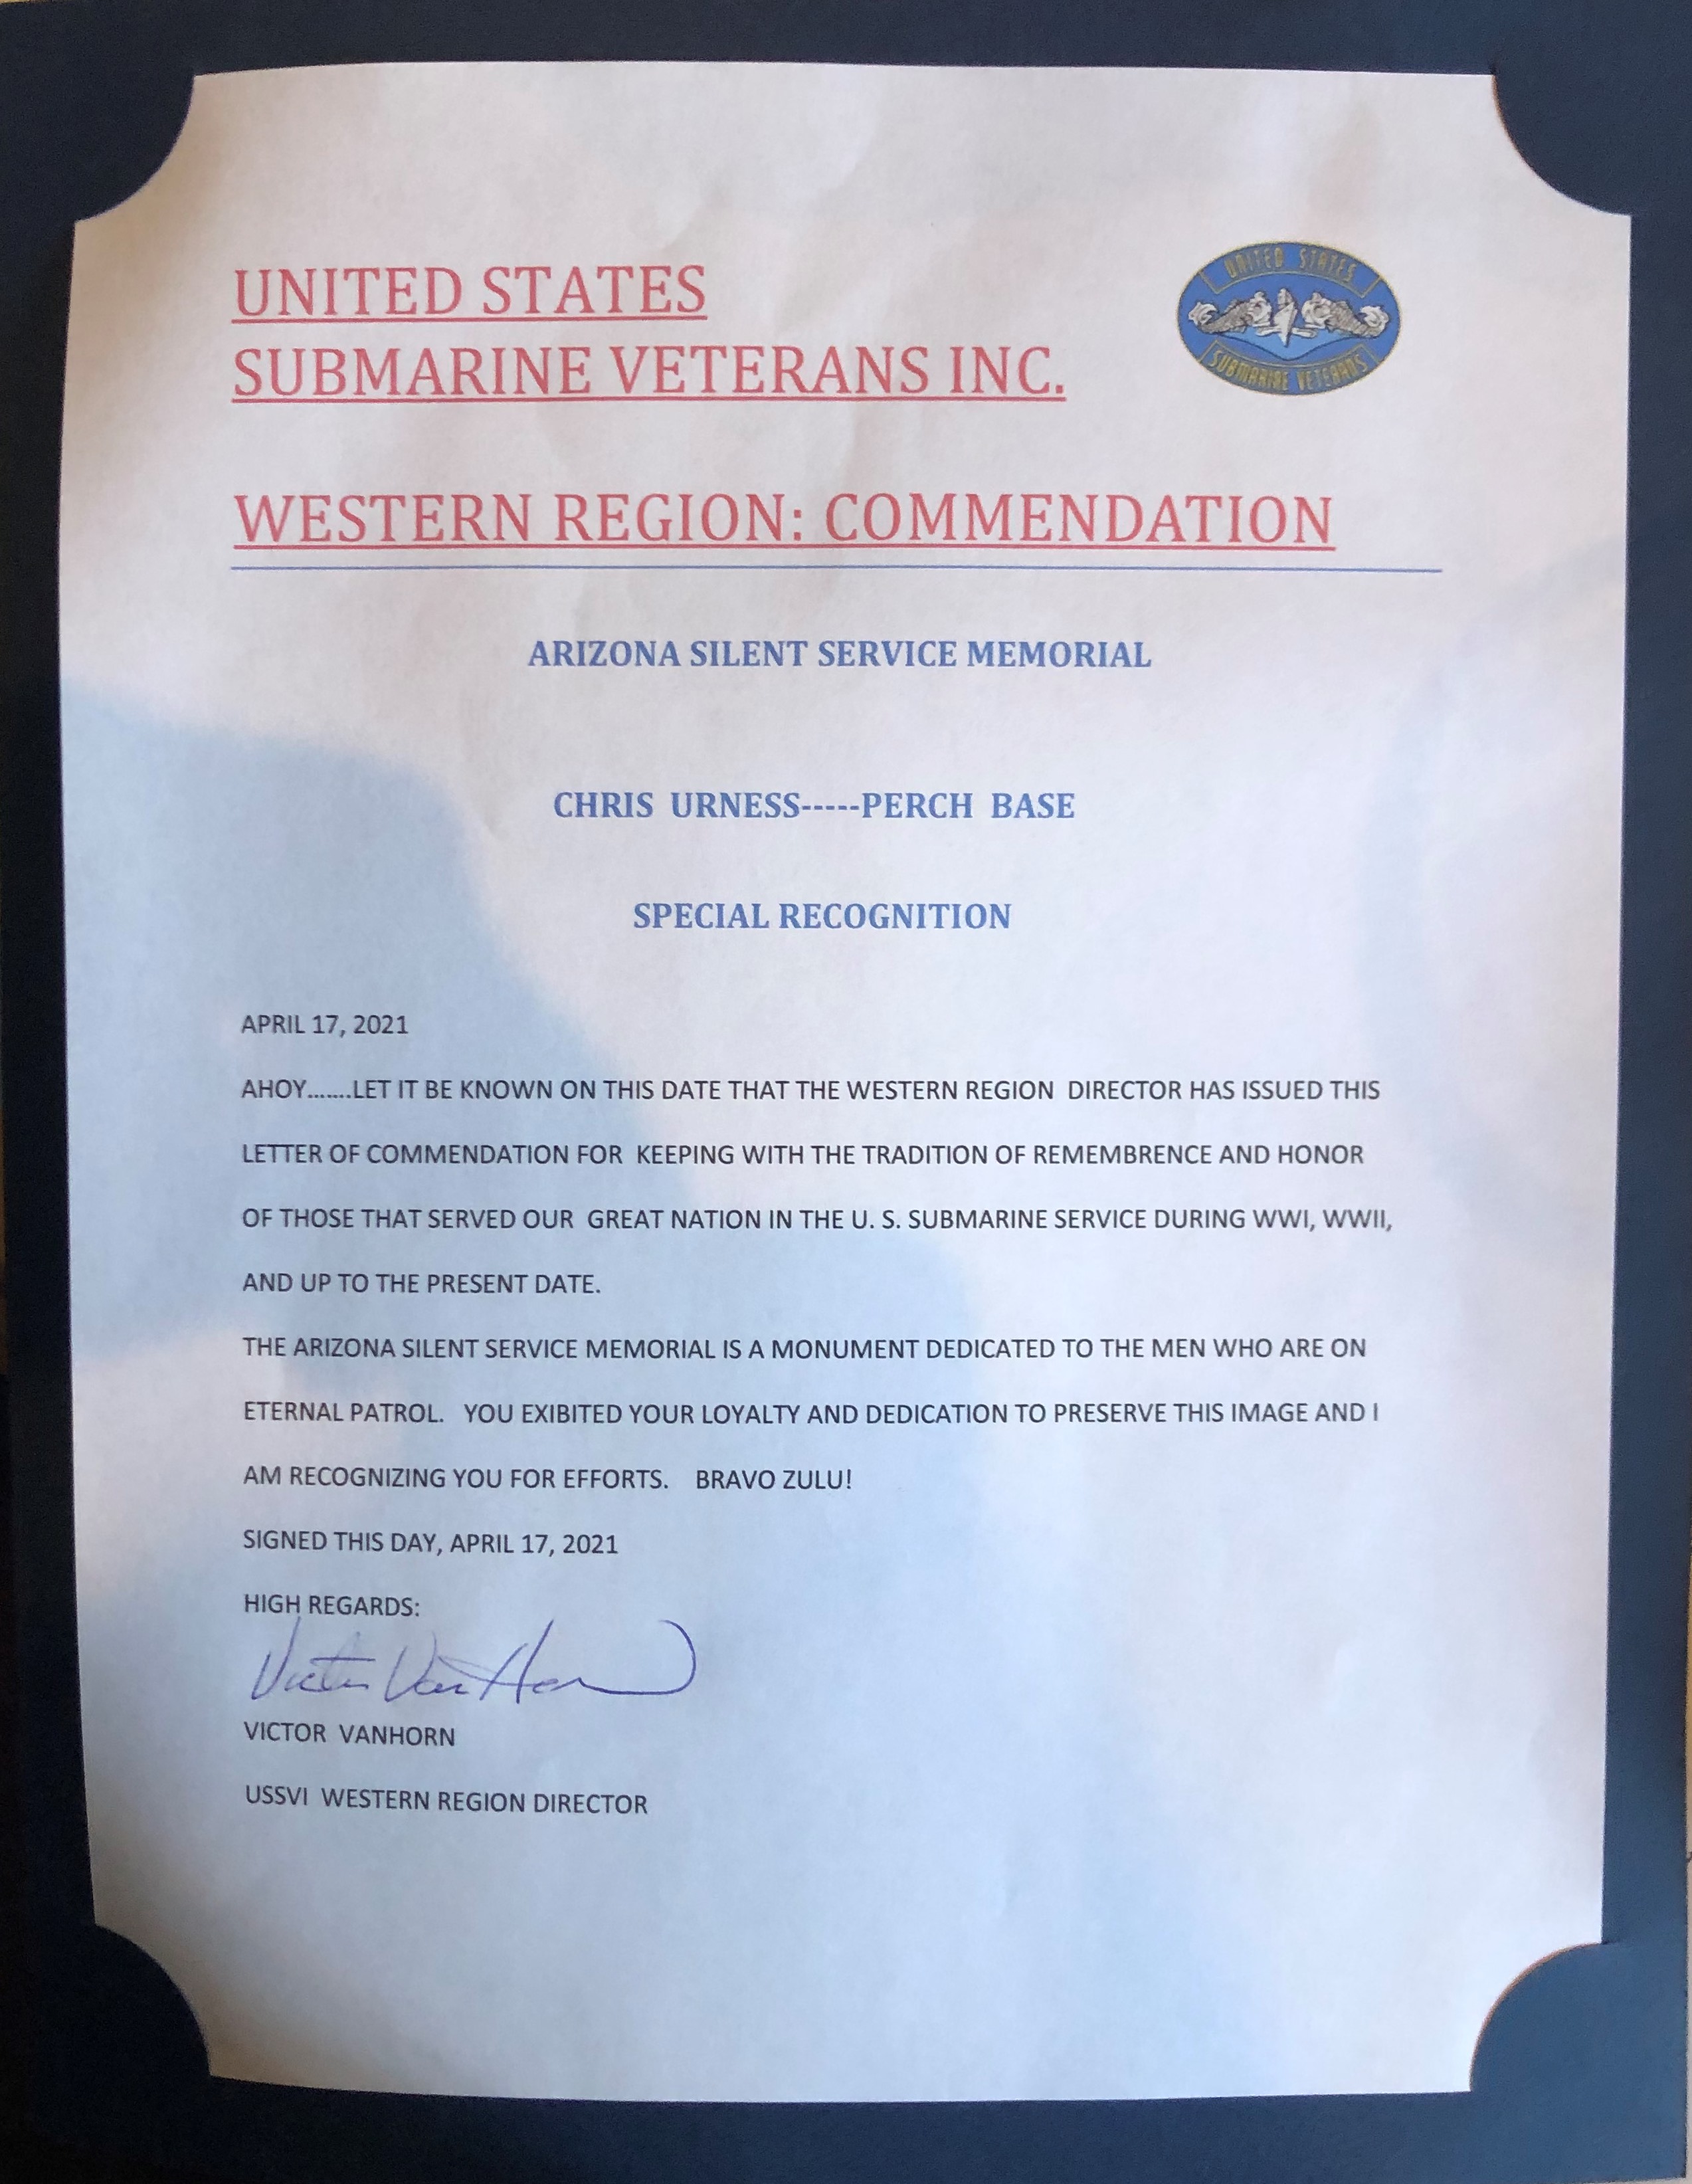 UNITED STATES
SUBMARINE VETERANS INC.
UNITED STATES
SUBMARINE VETERANS
WESTERN REGION: COMMENDATION
ARIZONA SILENT SERVICE MEMORIAL
CHRIS URNESS-----PERCH BASE
SPECIAL RECOGNITION
APRIL 17, 2021
AHOY.......LET IT BE KNOWN ON THIS DATE THAT THE WESTERN REGION DIRECTOR HAS ISSUED THIS
LETTER OF COMMENDATION FOR KEEPING WITH THE TRADITION OF REMEMBRENCE AND HONOR
OF THOSE THAT SERVED OUR GREAT NATION IN THE U. S. SUBMARINE SERVICE DURING WWI, WWII,
AND UP TO THE PRESENT DATE.
THE ARIZONA SILENT SERVICE MEMORIAL IS A MONUMENT DEDICATED TO THE MEN WHO ARE ON
ETERNAL PATROL. YOU EXIBITED YOUR LOYALTY AND DEDICATION TO PRESERVE THIS IMAGE AND I
AM RECOGNIZING YOU FOR EFFORTS. BRAVO ZULU!
SIGNED THIS DAY, APRIL 17, 2021
HIGH REGARDS:
Victor Van Horn
VICTOR VANHORN
USSVI WESTERN REGION DIRECTOR